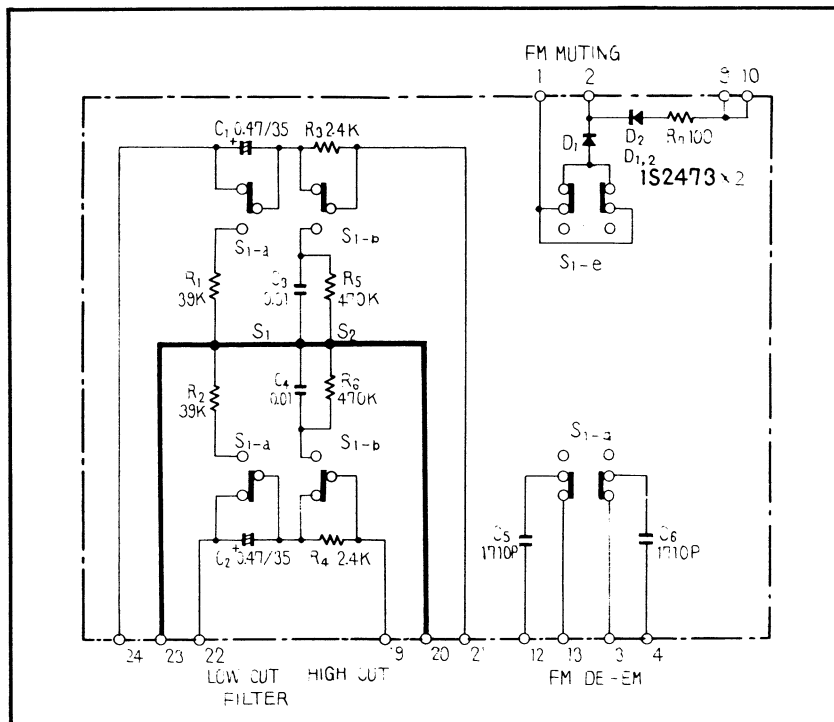 FM MUTING
1 2 9 10
C1 0.47/35 R3 2.4K
+
D1 D2 R7 100
D1,2
1S2473 × 2
S1-a S1-b S1-e
R1 39K C3 0.01 R5 470K
S1 S2
R2 39K C4 0.01 R6 470K
S1-a S1-b S1-a
C5 1710P C6 1710P
+
C2 0.47/35 R4 2.4K
24 23 22 19 20 21 12 13 3 4
LOW CUT HIGH CUT FM DE-EM
FILTER